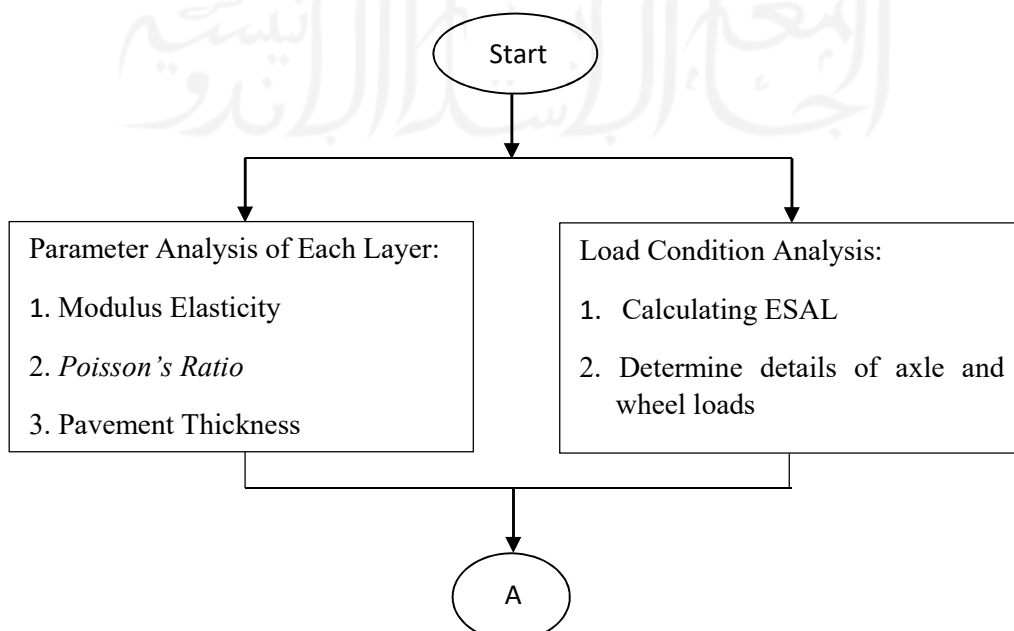 Start
Parameter Analysis of Each Layer:
1. Modulus Elasticity
2. Poisson’s Ratio
3. Pavement Thickness
Load Condition Analysis:
1. Calculating ESAL
2. Determine details of axle and
wheel loads
A